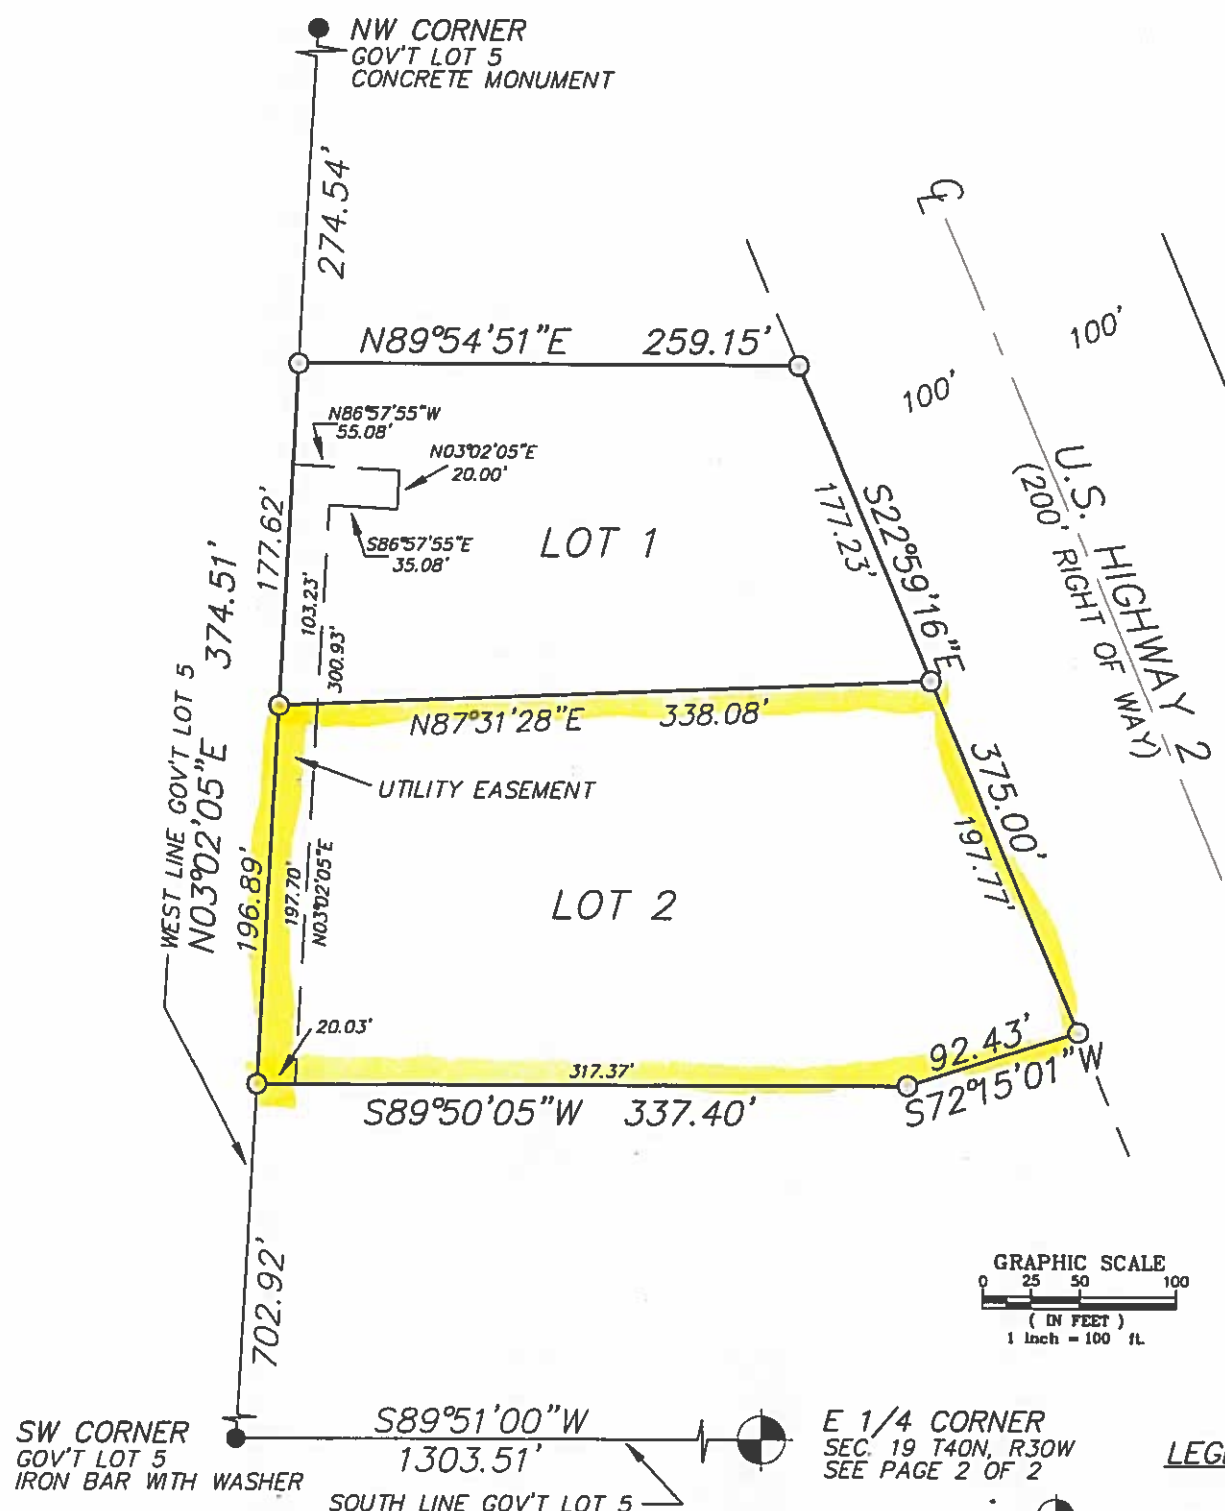 NW CORNER
GOV'T LOT 5
CONCRETE MONUMENT
274.54'
CL
100'
100'
N89°54'51"E 259.15'
N86°57'55"W
55.08'
N03°02'05"E
20.00'
S86°57'55"E
35.08'
LOT 1
177.62'
374.51'
103.23'
300.93'
S22°59'16"E
177.23'
U.S. HIGHWAY 2
(200' RIGHT OF WAY)
WEST LINE GOV'T LOT 5
N03°02'05"E
N87°31'28"E 338.08'
UTILITY EASEMENT
375.00'
197.77'
196.89'
197.70'
N03°02'05"E
LOT 2
20.03'
317.37'
92.43'
S72°15'01"W
S89°50'05"W 337.40'
702.92'
GRAPHIC SCALE
0 25 50 100
( IN FEET )
1 inch = 100 ft.
SW CORNER
GOV'T LOT 5
IRON BAR WITH WASHER
S89°51'00"W
1303.51'
SOUTH LINE GOV'T LOT 5
E 1/4 CORNER
SEC. 19 T40N, R30W
SEE PAGE 2 OF 2